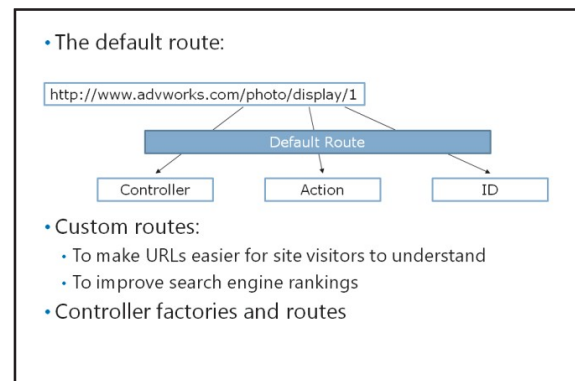 • The default route:
http://www.advworks.com/photo/display/1
Default Route
Controller Action ID
• Custom routes:
• To make URLs easier for site visitors to understand
• To improve search engine rankings
• Controller factories and routes